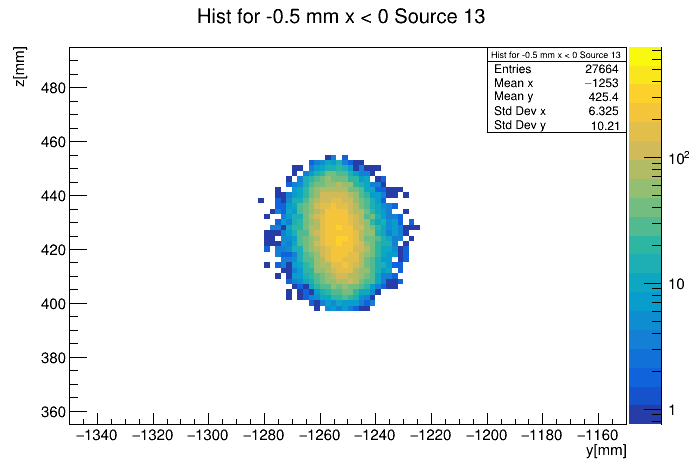 Hist for -0.5 mm x < 0 Source 13
z[mm]
Hist for -0.5 mm x < 0 Source 13
Entries 27664
Mean x −1253
Mean y 425.4
Std Dev x 6.325
Std Dev y 10.21
480
460
440
420
400
380
360
10²
10
1
−1340 −1320 −1300 −1280 −1260 −1240 −1220 −1200 −1180 −1160
y[mm]